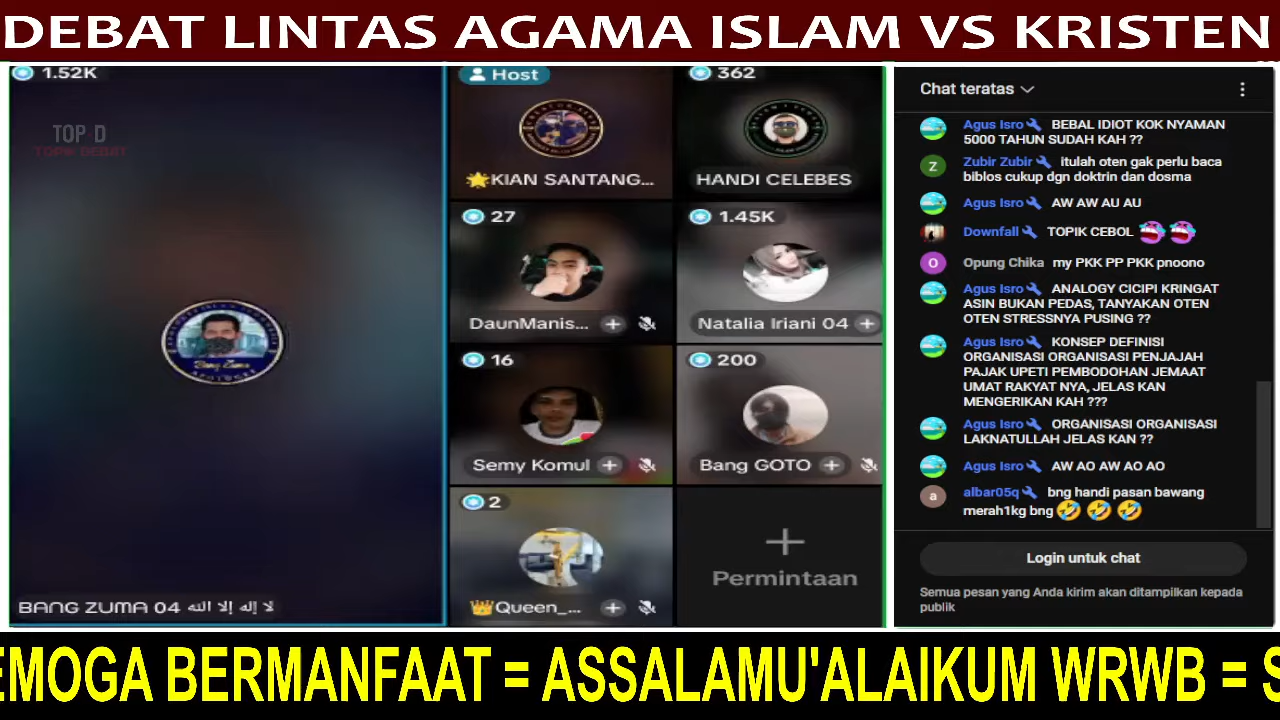 DEBAT LINTAS AGAMA ISLAM VS KRISTEN
1.52K
TOP D
TOPIK DEBAT
Bang Zuma
BANG ZUMA 04 لا إله إلا الله
Host
KIAN SANTANG...
362
HANDI CELEBES
27
DaunManis...
1.45K
Natalia Iriani 04
16
Semy Komul
200
Bang GOTO
2
Queen_...
Permintaan
Chat teratas
Agus Isro BEBAL IDIOT KOK NYAMAN
5000 TAHUN SUDAH KAH ??
Zubir Zubir itulah oten gak perlu baca
biblos cukup dgn doktrin dan dosma
Agus Isro AW AW AU AU
Downfall TOPIK CEBOL
Opung Chika my PKK PP PKK pnoono
Agus Isro ANALOGY CICIPI KRINGAT
ASIN BUKAN PEDAS, TANYAKAN OTEN
OTEN STRESSNYA PUSING ??
Agus Isro KONSEP DEFINISI
ORGANISASI ORGANISASI PENJAJAH
PAJAK UPETI PEMBODOHAN JEMAAT
UMAT RAKYAT NYA, JELAS KAN
MENGERIKAN KAH ???
Agus Isro ORGANISASI ORGANISASI
LAKNATULLAH JELAS KAN ??
Agus Isro AW AO AW AO AO
albar05q bng handi pasan bawang
merah1kg bng 🤣 🤣 🤣
Login untuk chat
Semua pesan yang Anda kirim akan ditampilkan kepada
publik
EMOGA BERMANFAAT = ASSALAMU'ALAIKUM WRWB = S